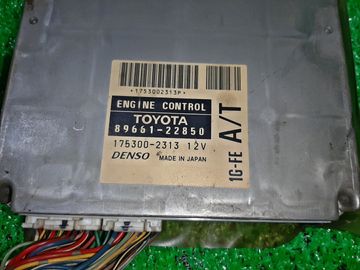 *1753002313P*
ENGINE CONTROL
TOYOTA
89661-22850
175300-2313 12V
DENSO MADE IN JAPAN
1G-FE A/T